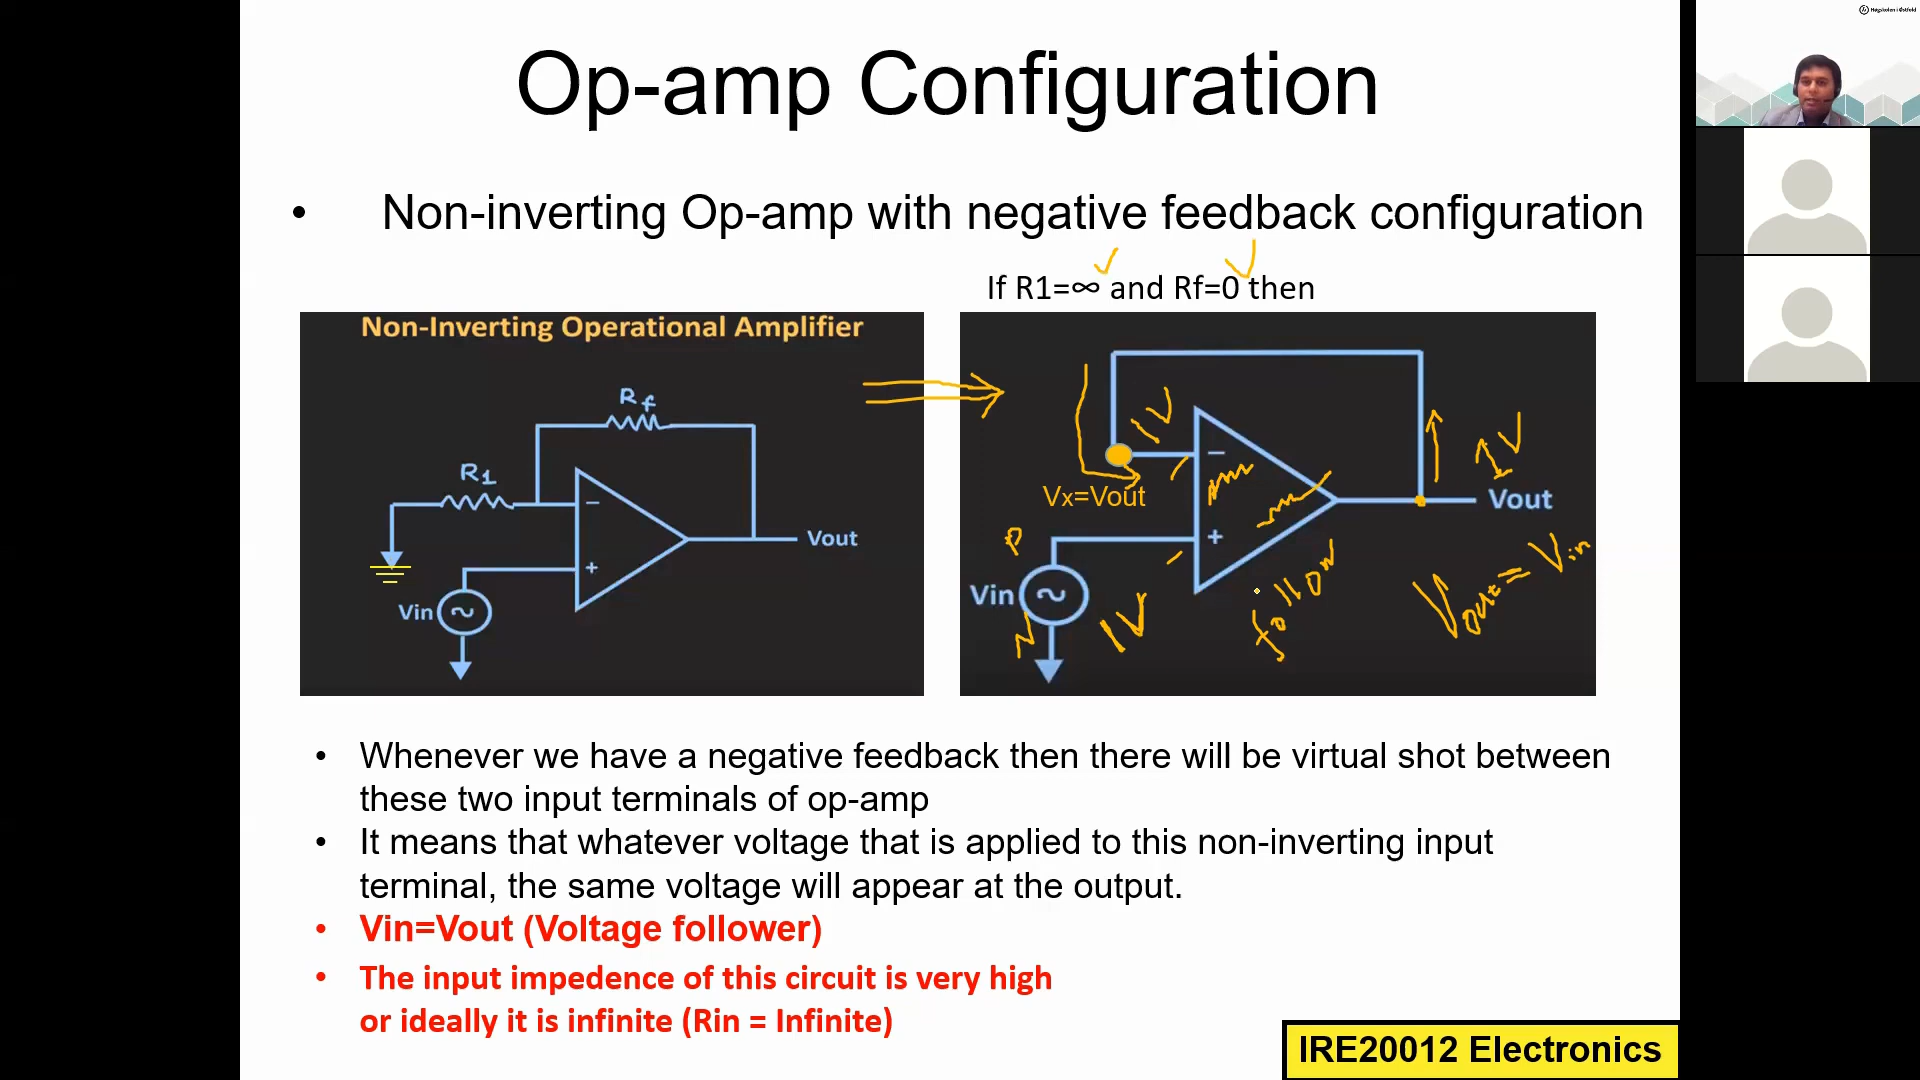 Høgskolen i Østfold
Op-amp Configuration
• Non-inverting Op-amp with negative feedback configuration
If R1=∞ and Rf=0 then
Non-Inverting Operational Amplifier
Rf
R1
−
+
Vout
Vin
1V
−
1V
Vx=Vout
Vout
P
+
Vin
N
1V
follow
Vout = Vin
• Whenever we have a negative feedback then there will be virtual shot between
these two input terminals of op-amp
• It means that whatever voltage that is applied to this non-inverting input
terminal, the same voltage will appear at the output.
• Vin=Vout (Voltage follower)
• The input impedence of this circuit is very high
or ideally it is infinite (Rin = Infinite)
IRE20012 Electronics